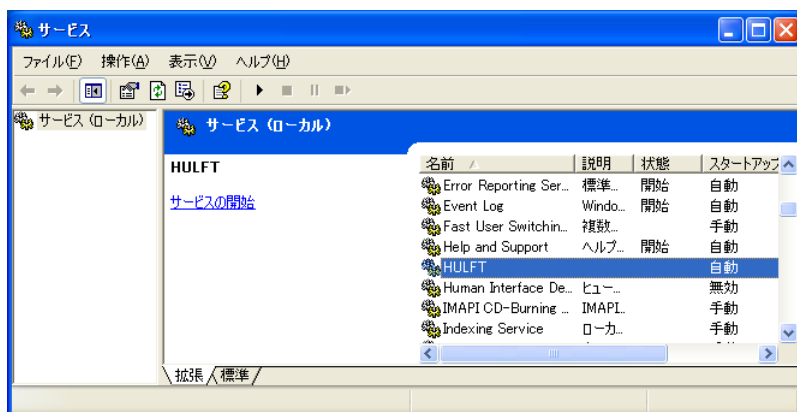 サービス
ファイル(F) 操作(A) 表示(V) ヘルプ(H)
サービス (ローカル)
サービス (ローカル)
HULFT
サービスの開始
名前 説明 状態 スタートアップ
Error Reporting Ser... 標準... 開始 自動
Event Log Windo... 開始 自動
Fast User Switchin... 複数... 手動
Help and Support ヘルプ... 開始 自動
HULFT 自動
Human Interface De... ヒュー... 無効
IMAPI CD-Burning ... IMAPI... 手動
Indexing Service ローカ... 手動
拡張 標準